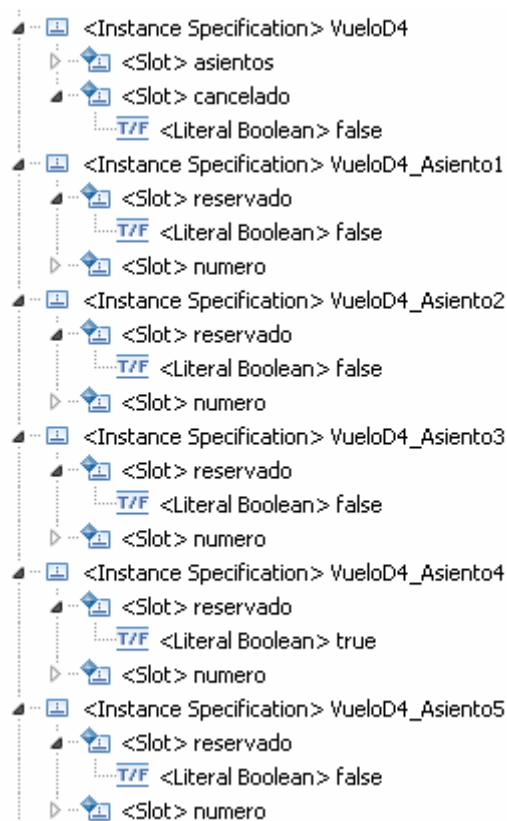 <Instance Specification> VueloD4
<Slot> asientos
<Slot> cancelado
T/F <Literal Boolean> false
<Instance Specification> VueloD4_Asiento1
<Slot> reservado
T/F <Literal Boolean> false
<Slot> numero
<Instance Specification> VueloD4_Asiento2
<Slot> reservado
T/F <Literal Boolean> false
<Slot> numero
<Instance Specification> VueloD4_Asiento3
<Slot> reservado
T/F <Literal Boolean> false
<Slot> numero
<Instance Specification> VueloD4_Asiento4
<Slot> reservado
T/F <Literal Boolean> true
<Slot> numero
<Instance Specification> VueloD4_Asiento5
<Slot> reservado
T/F <Literal Boolean> false
<Slot> numero